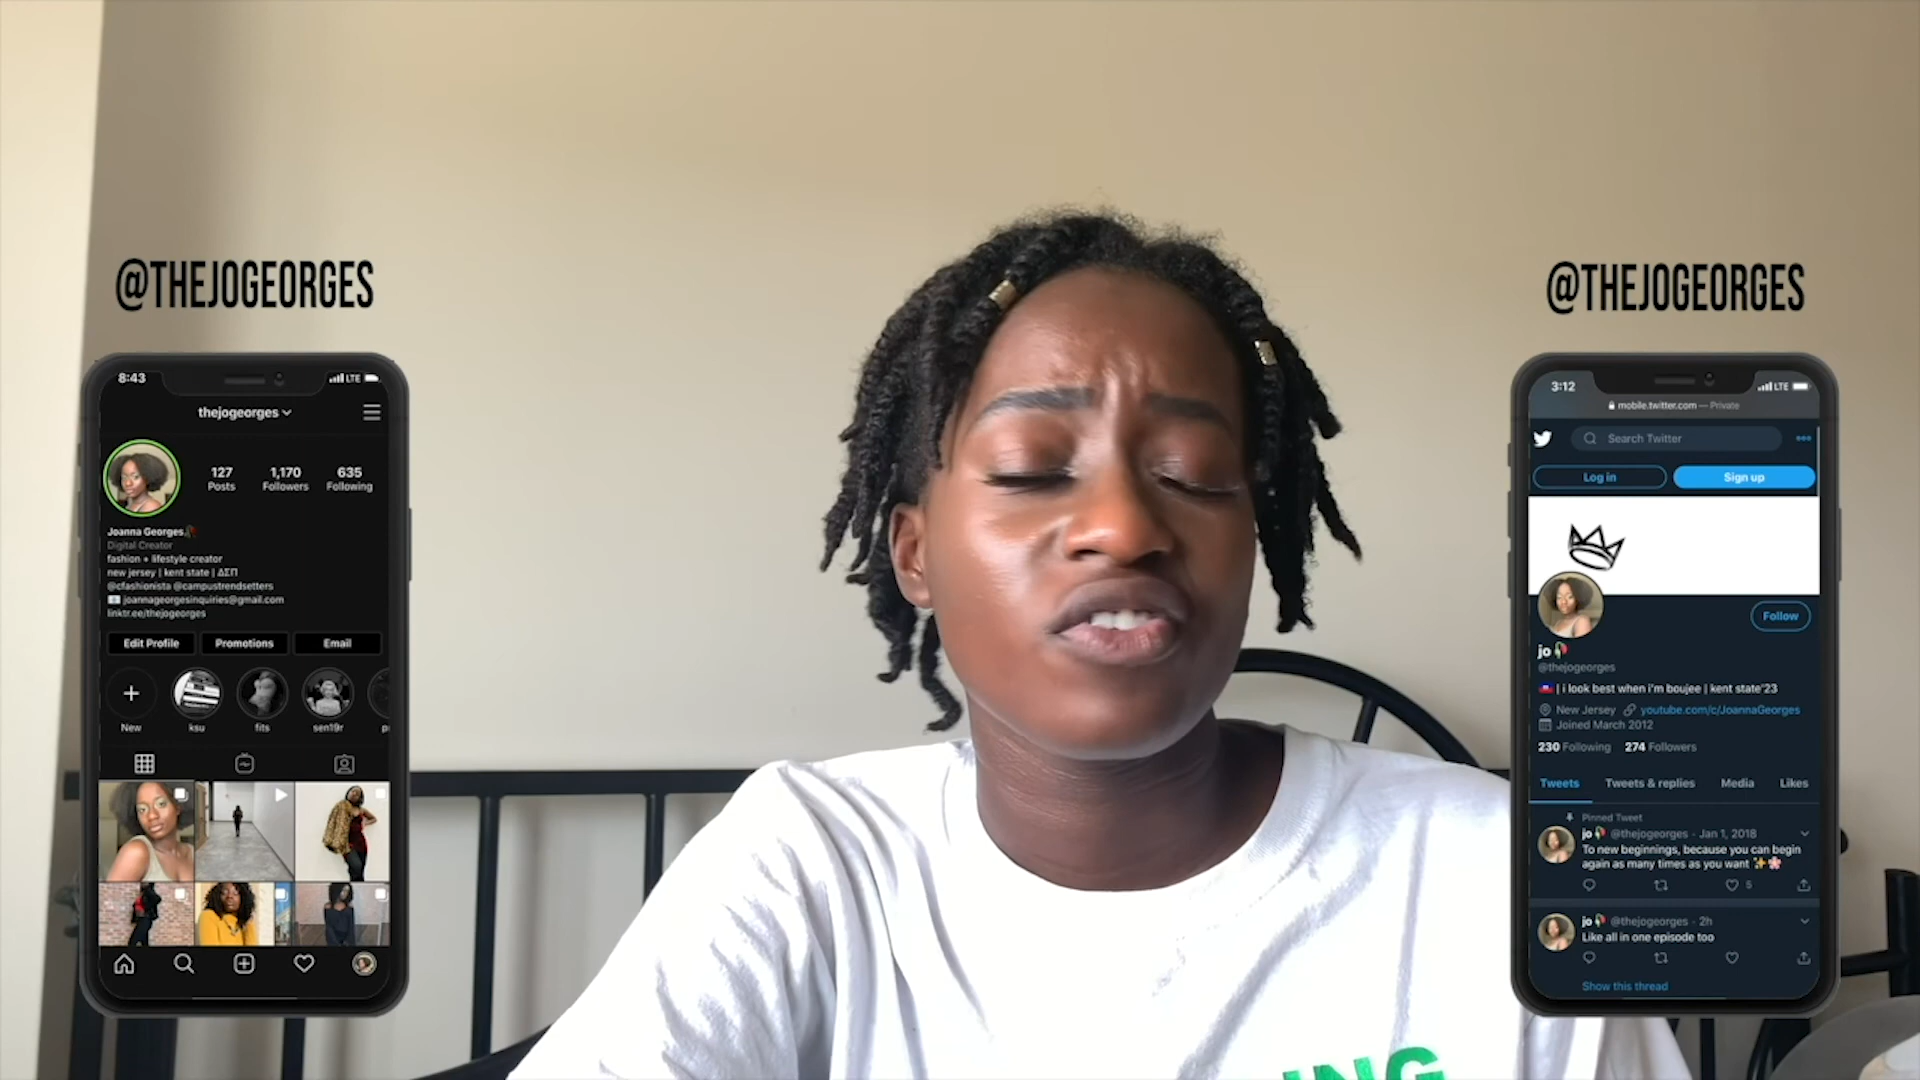 @THEJOGEORGES
8:43
LTE
thejogeorges
127
1,170
635
Posts
Followers
Following
Joanna Georges
Digital Creator
fashion + lifestyle creator
new jersey | kent state | ΔΣΠ
@cfashionista @campustrendsetters
joannageorgesinquiries@gmail.com
linktr.ee/thejogeorges
Edit Profile
Promotions
Email
New
ksu
fits
sen19r
@THEJOGEORGES
3:12
LTE
mobile.twitter.com — Private
Search Twitter
Log in
Sign up
Follow
jo
@thejogeorges
| i look best when i'm boujee | kent state'23
New Jersey youtube.com/c/JoannaGeorges
Joined March 2012
230 Following 274 Followers
Tweets
Tweets & replies
Media
Likes
Pinned Tweet
jo @thejogeorges · Jan 1, 2018
To new beginnings, because you can begin
again as many times as you want
5
jo @thejogeorges · 2h
Like all in one episode too
Show this thread
ING